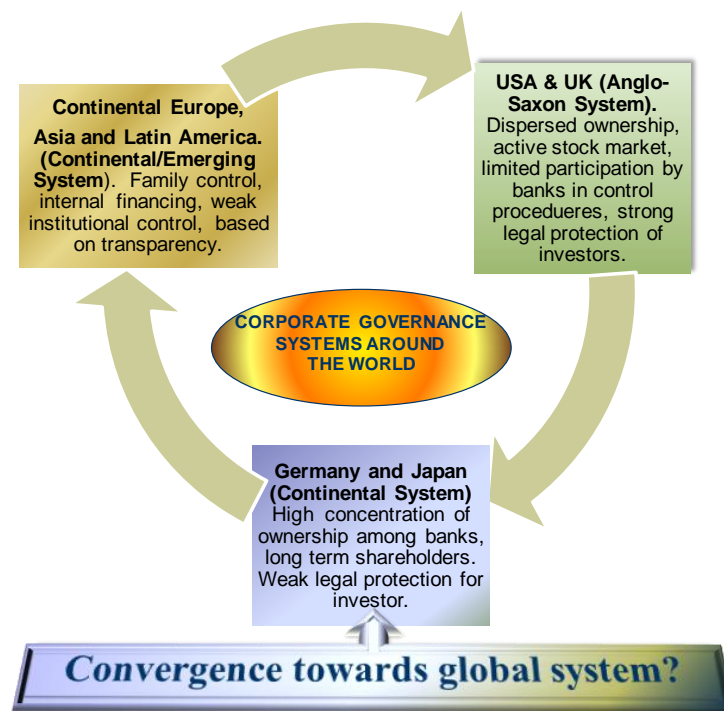 Continental Europe,
Asia and Latin America.
(Continental/Emerging
System). Family control,
internal financing, weak
institutional control, based
on transparency.
USA & UK (Anglo-
Saxon System).
Dispersed ownership,
active stock market,
limited participation by
banks in control
procedueres, strong
legal protection of
investors.
CORPORATE GOVERNANCE
SYSTEMS AROUND
THE WORLD
Germany and Japan
(Continental System)
High concentration of
ownership among banks,
long term shareholders.
Weak legal protection for
investor.
Convergence towards global system?